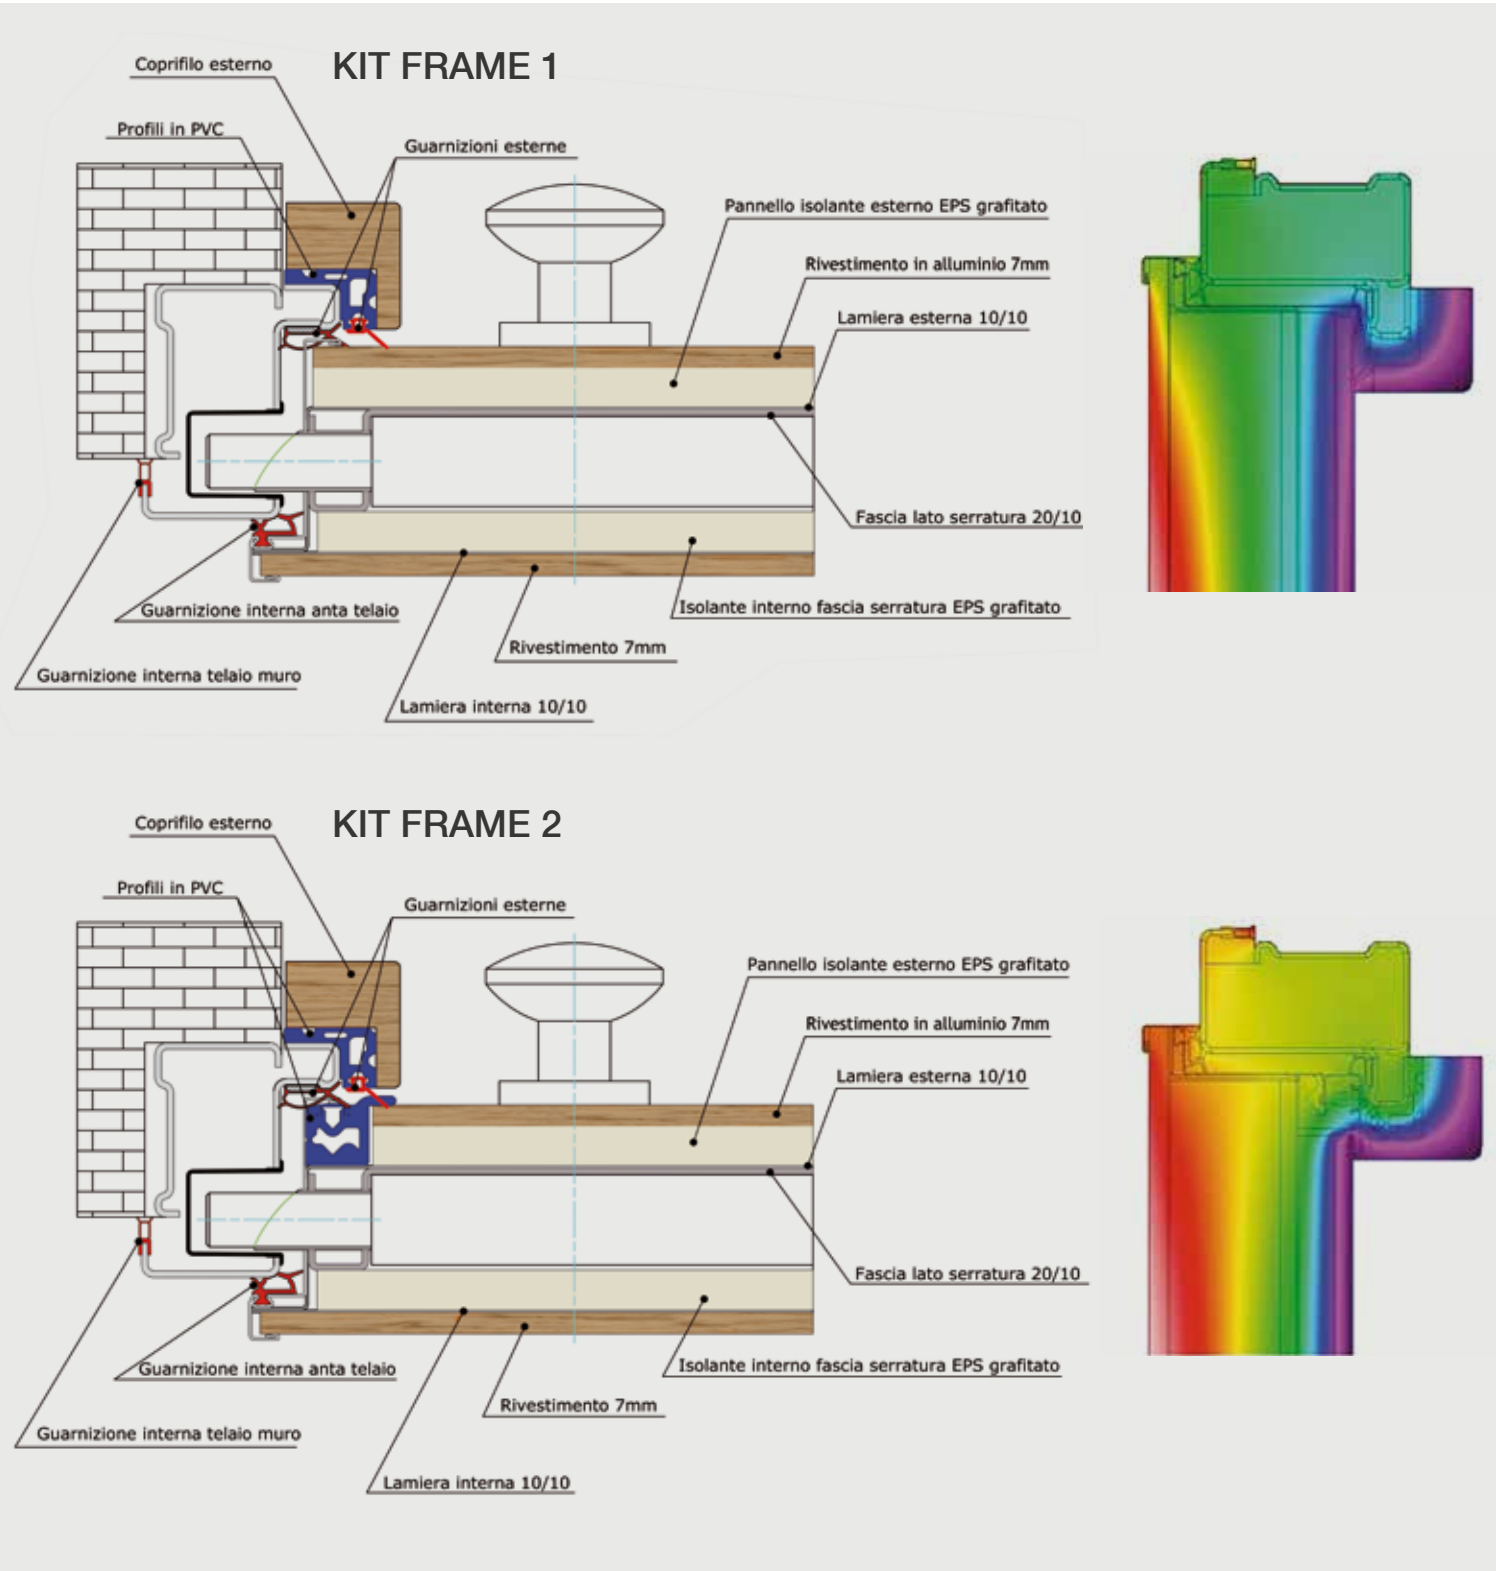 KIT FRAME 1
Coprifilo esterno
Profili in PVC
Guarnizioni esterne
Pannello isolante esterno EPS grafitato
Rivestimento in alluminio 7mm
Lamiera esterna 10/10
Fascia lato serratura 20/10
Guarnizione interna anta telaio
Isolante interno fascia serratura EPS grafitato
Rivestimento 7mm
Guarnizione interna telaio muro
Lamiera interna 10/10
KIT FRAME 2
Coprifilo esterno
Profili in PVC
Guarnizioni esterne
Pannello isolante esterno EPS grafitato
Rivestimento in alluminio 7mm
Lamiera esterna 10/10
Fascia lato serratura 20/10
Guarnizione interna anta telaio
Isolante interno fascia serratura EPS grafitato
Rivestimento 7mm
Guarnizione interna telaio muro
Lamiera interna 10/10